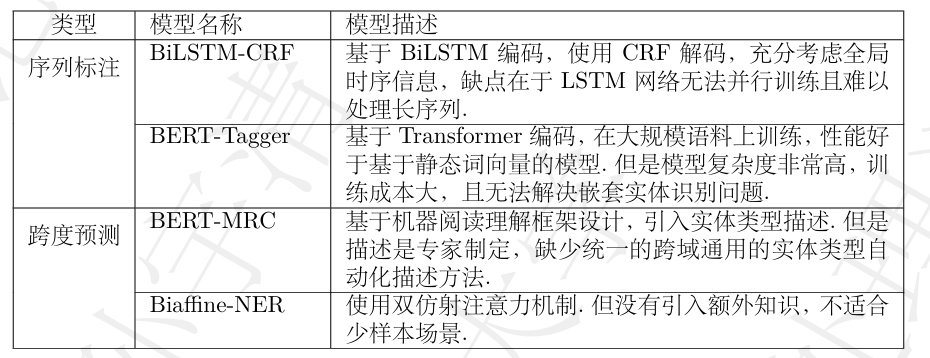 类型 模型名称 模型描述
序列标注 BiLSTM-CRF 基于 BiLSTM 编码，使用 CRF 解码，充分考虑全局
时序信息，缺点在于 LSTM 网络无法并行训练且难以
处理长序列.
BERT-Tagger 基于 Transformer 编码，在大规模语料上训练，性能好
于基于静态词向量的模型. 但是模型复杂度非常高，训
练成本大，且无法解决嵌套实体识别问题.
跨度预测 BERT-MRC 基于机器阅读理解框架设计，引入实体类型描述. 但是
描述是专家制定，缺少统一的跨域通用的实体类型自
动化描述方法.
Biaffine-NER 使用双仿射注意力机制. 但没有引入额外知识，不适合
少样本场景.